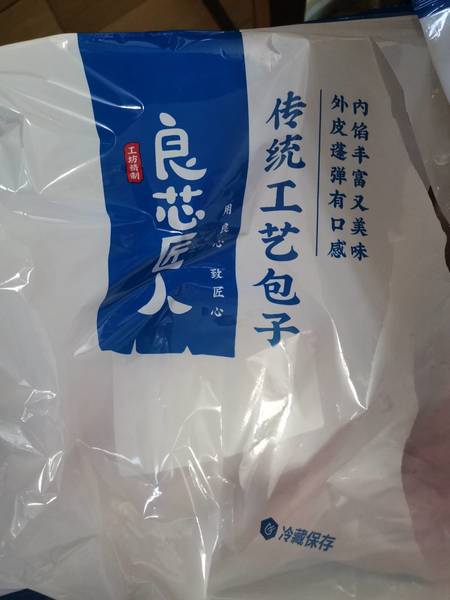 内馅丰富又美味
外皮蓬弹有口感
传统工艺包子
用良心 致匠心
良芯匠人
工坊精制
冷藏保存